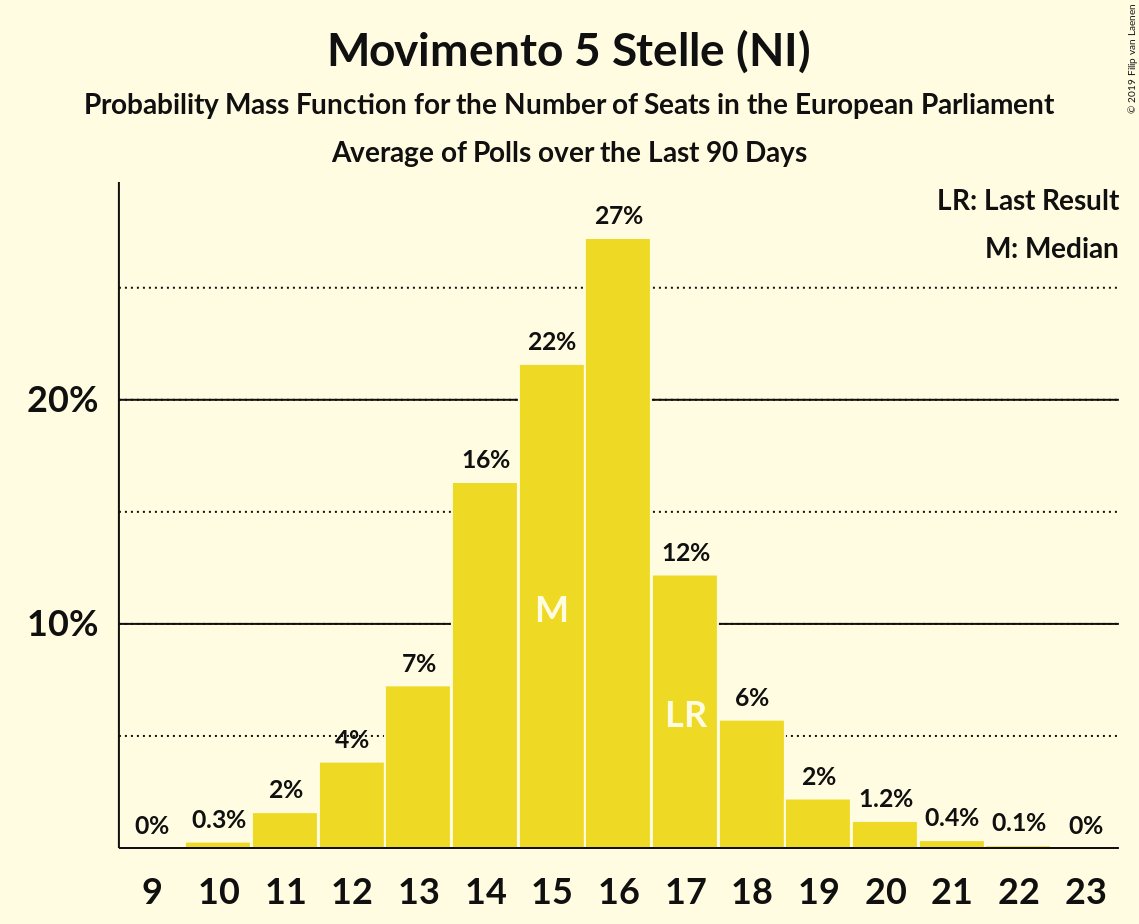 Movimento 5 Stelle (NI)
Probability Mass Function for the Number of Seats in the European Parliament
Average of Polls over the Last 90 Days
© 2019 Filip van Laenen
LR: Last Result
M: Median
27%
22%
20%
16%
12%
M
10%
7%
LR
6%
4%
2%
2%
1.2%
0%
0.3%
0.4%
0.1%
0%
9 10 11 12 13 14 15 16 17 18 19 20 21 22 23